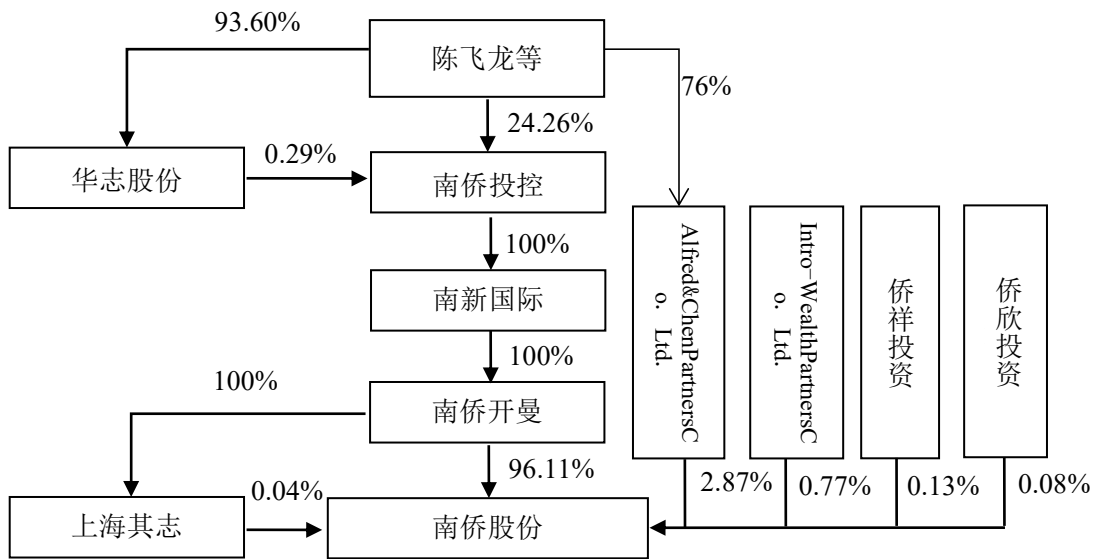 93.60%
陈飞龙等
76%
24.26%
华志股份
0.29%
南侨投控
100%
南新国际
100%
100%
南侨开曼
96.11%
上海其志
0.04%
南侨股份
Alfred&ChenPartnersC
o. Ltd.
Intro-WealthPartnersC
o. Ltd.
侨祥投资
侨欣投资
2.87%
0.77%
0.13%
0.08%